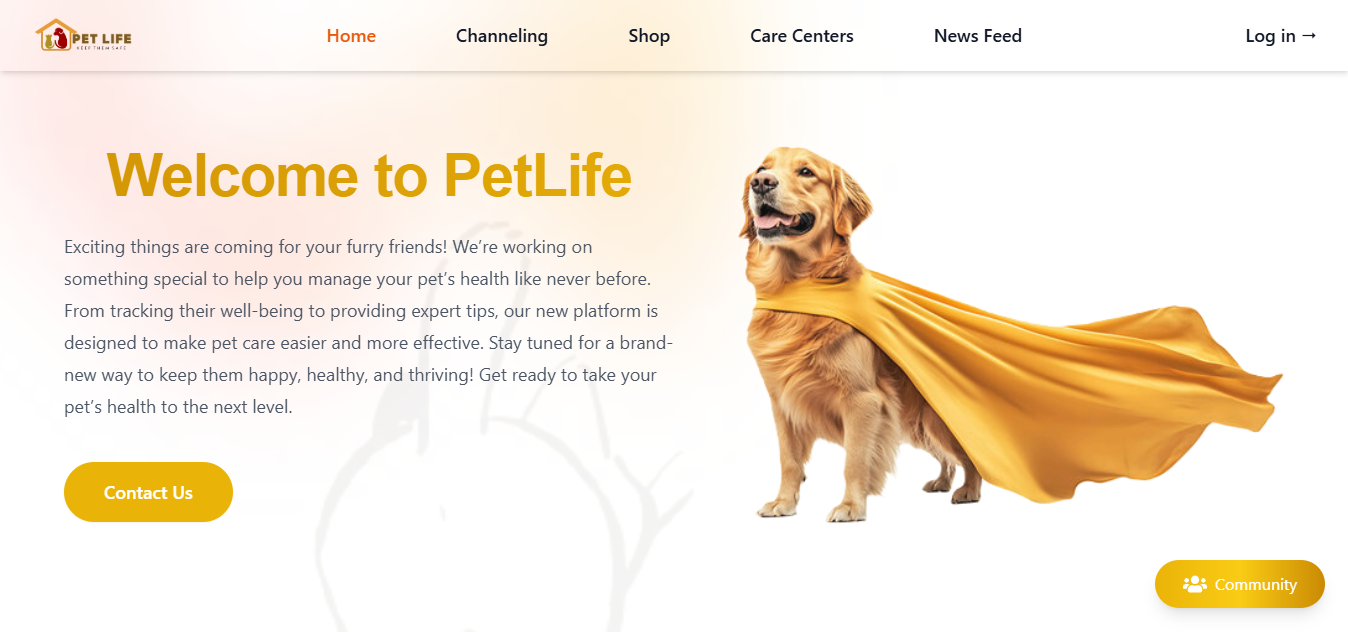 PET LIFE
KEEP THEM SAFE
Home
Channeling
Shop
Care Centers
News Feed
Log in →
Welcome to PetLife
Exciting things are coming for your furry friends! We’re working on
something special to help you manage your pet’s health like never before.
From tracking their well-being to providing expert tips, our new platform is
designed to make pet care easier and more effective. Stay tuned for a brand-
new way to keep them happy, healthy, and thriving! Get ready to take your
pet’s health to the next level.
Contact Us
Community